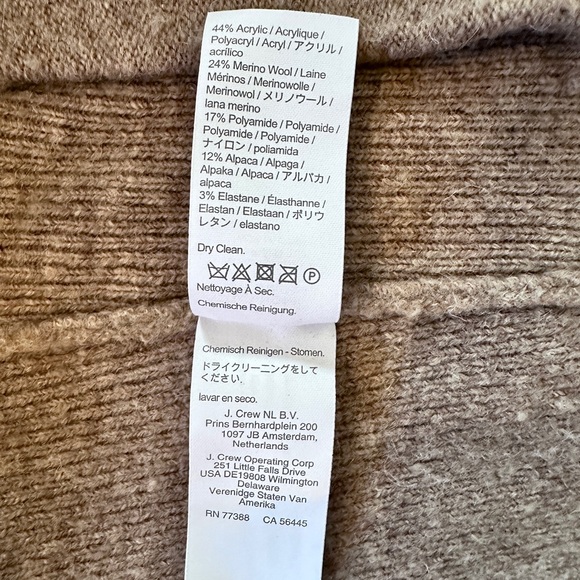 44% Acrylic / Acrylique /
Polyacryl / Acryl / アクリル /
acrílico
24% Merino Wool / Laine
Mérinos / Merinowolle /
Merinowol / メリノウール /
lana merino
17% Polyamide / Polyamide /
Polyamide / Polyamide /
ナイロン / poliamida
12% Alpaca / Alpaga /
Alpaka / Alpaca / アルパカ /
alpaca
3% Elastane / Élasthanne /
Elastan / Elastaan / ポリウ
レタン / elastano
Dry Clean.
P
Nettoyage À Sec.
Chemische Reinigung.
Chemisch Reinigen - Stomen.
ドライクリーニングをして
ください.
lavar en seco.
J. Crew NL B.V.
Prins Bernhardplein 200
1097 JB Amsterdam,
Netherlands
J. Crew Operating Corp
251 Little Falls Drive
USA DE19808 Wilmington
Delaware
Verenidge Staten Van
Amerika
RN 77388 CA 56445